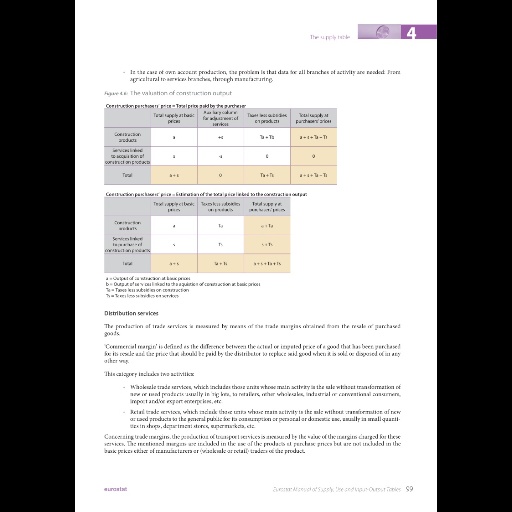 The supply table
4
- In the case of own account production, the problem is that data for all branches of activity are needed: From
agricultural to services branches, through manufacturing.
Figure 4.6: The valuation of construction output
Construction purchasers' price = Total price paid by the purchaser
Total supply at basic prices
Auxiliary column for adjustment of services
Taxes less subsidies on products
Total supply at purchasers' prices
Construction products
a
+s
Ta + Ts
a + s + Ta + Ts
Services linked to acquisition of construction products
s
-s
0
0
Total
a + s
0
Ta + Ts
a + s + Ta + Ts
Construction purchasers' price = Estimation of the total price linked to the construction output
Total supply at basic prices
Taxes less subsidies on products
Total supply at purchasers' prices
Construction products
a
Ta
a + Ta
Services linked to purchase of construction products
s
Ts
s + Ts
Total
a + s
Ta + Ts
a + s + Ta + Ts
a = Output of construction at basic prices
b = Output of services linked to the aquistion of construction at basic prices
Ta = Taxes less subsidies on construction
Ts = Taxes less subsidies on services
Distribution services
The production of trade services is measured by means of the trade margins obtained from the resale of purchased
goods.
'Commercial margin' is defined as the difference between the actual or imputed price of a good that has been purchased
for its resale and the price that should be paid by the distributor to replace said good when it is sold or disposed of in any
other way.
This category includes two activities:
- Wholesale trade services, which includes those units whose main activity is the sale without transformation of
new or used products usually in big lots, to retailers, other wholesales, industrial or conventional consumers,
import and/or export enterprises, etc.
- Retail trade services, which include those units whose main activity is the sale without transformation of new
or used products to the general public for its consumption or personal or domestic use, usually in small quanti-
ties in shops, department stores, supermarkets, etc.
Concerning trade margins, the production of transport services is measured by the value of the margins charged for these
services. The mentioned margins are included in the use of the products at purchase prices but are not included in the
basic prices either of manufacturers or (wholesale or retail) traders of the product.
eurostat
Eurostat Manual of Supply, Use and Input-Output Tables
99